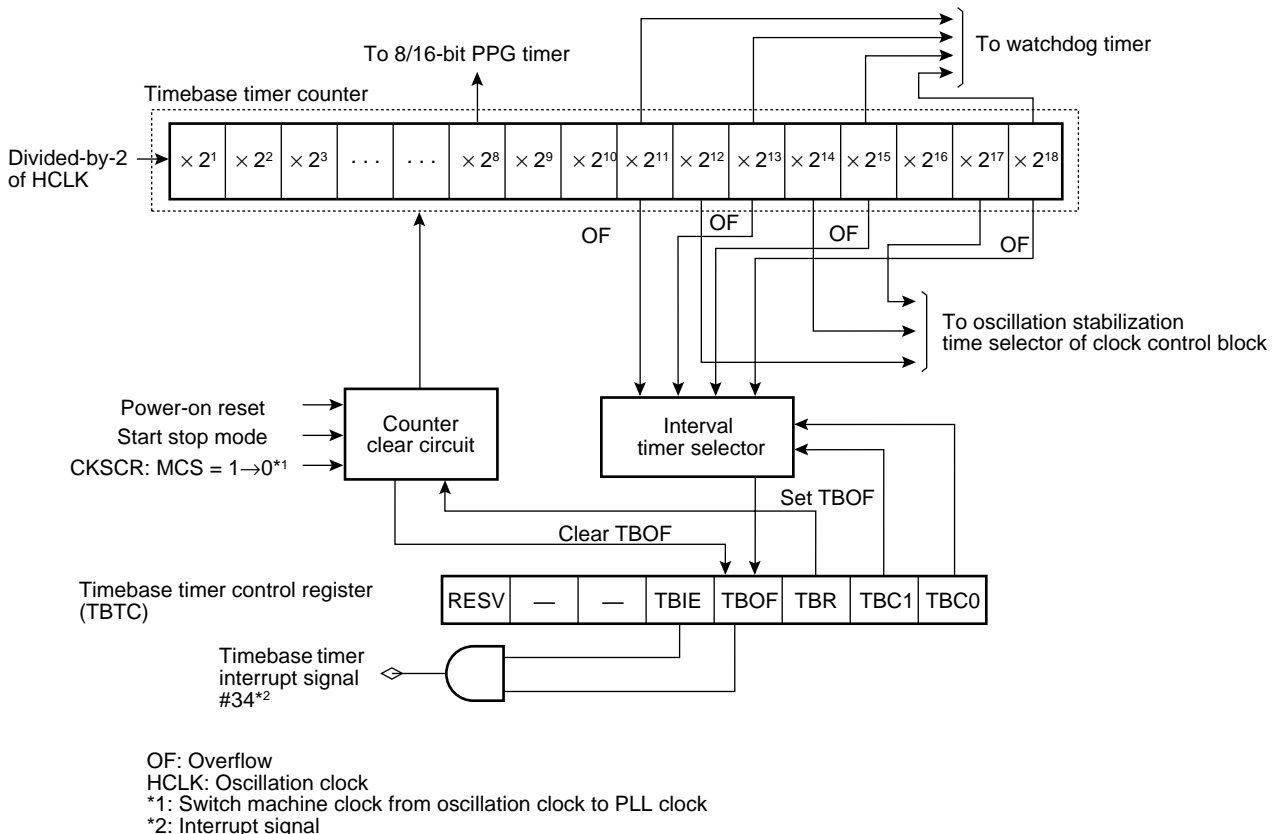 To 8/16-bit PPG timer
To watchdog timer
Timebase timer counter
Divided-by-2
of HCLK
× 2¹ × 2² × 2³ · · · · · · × 2⁸ × 2⁹ × 2¹⁰ × 2¹¹ × 2¹² × 2¹³ × 2¹⁴ × 2¹⁵ × 2¹⁶ × 2¹⁷ × 2¹⁸
OF OF OF OF
To oscillation stabilization
time selector of clock control block
Power-on reset
Start stop mode
CKSCR: MCS = 1→0*¹
Counter
clear circuit
Interval
timer selector
Set TBOF
Clear TBOF
Timebase timer control register
(TBTC)
RESV — — TBIE TBOF TBR TBC1 TBC0
Timebase timer
interrupt signal
#34*²
OF: Overflow
HCLK: Oscillation clock
*1: Switch machine clock from oscillation clock to PLL clock
*2: Interrupt signal